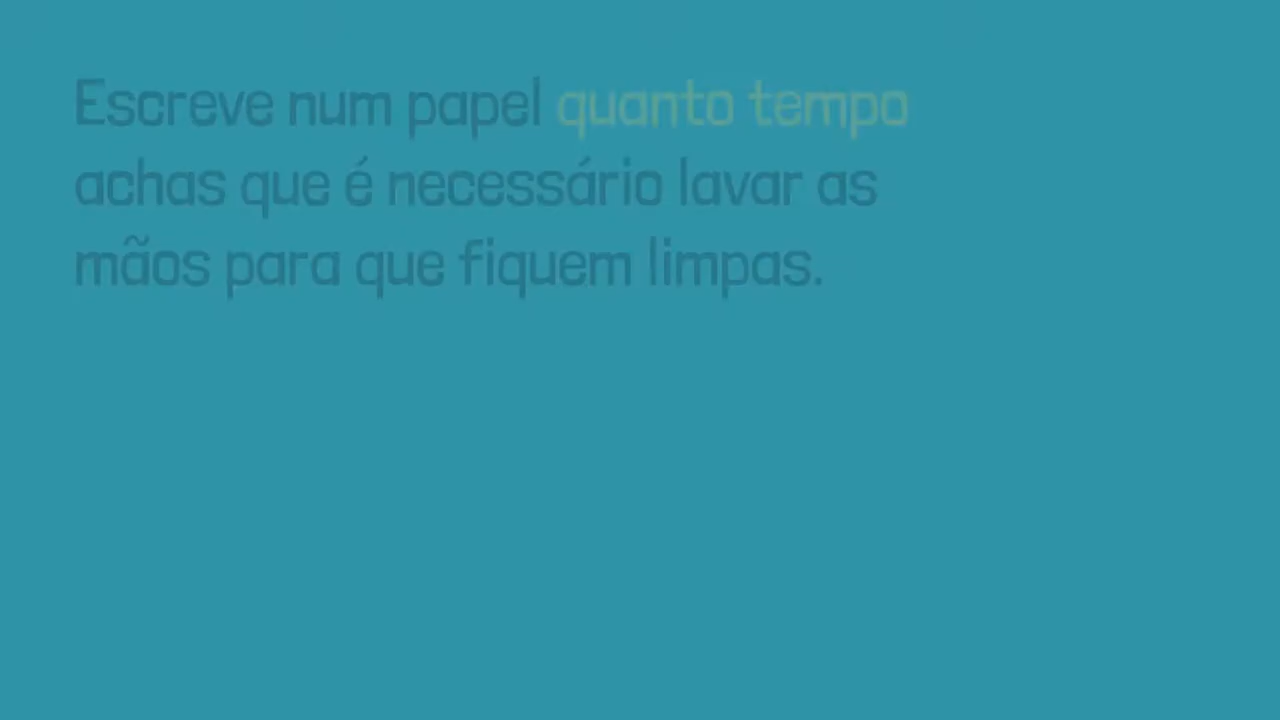 Escreve num papel quanto tempo
achas que é necessário lavar as
mãos para que fiquem limpas.